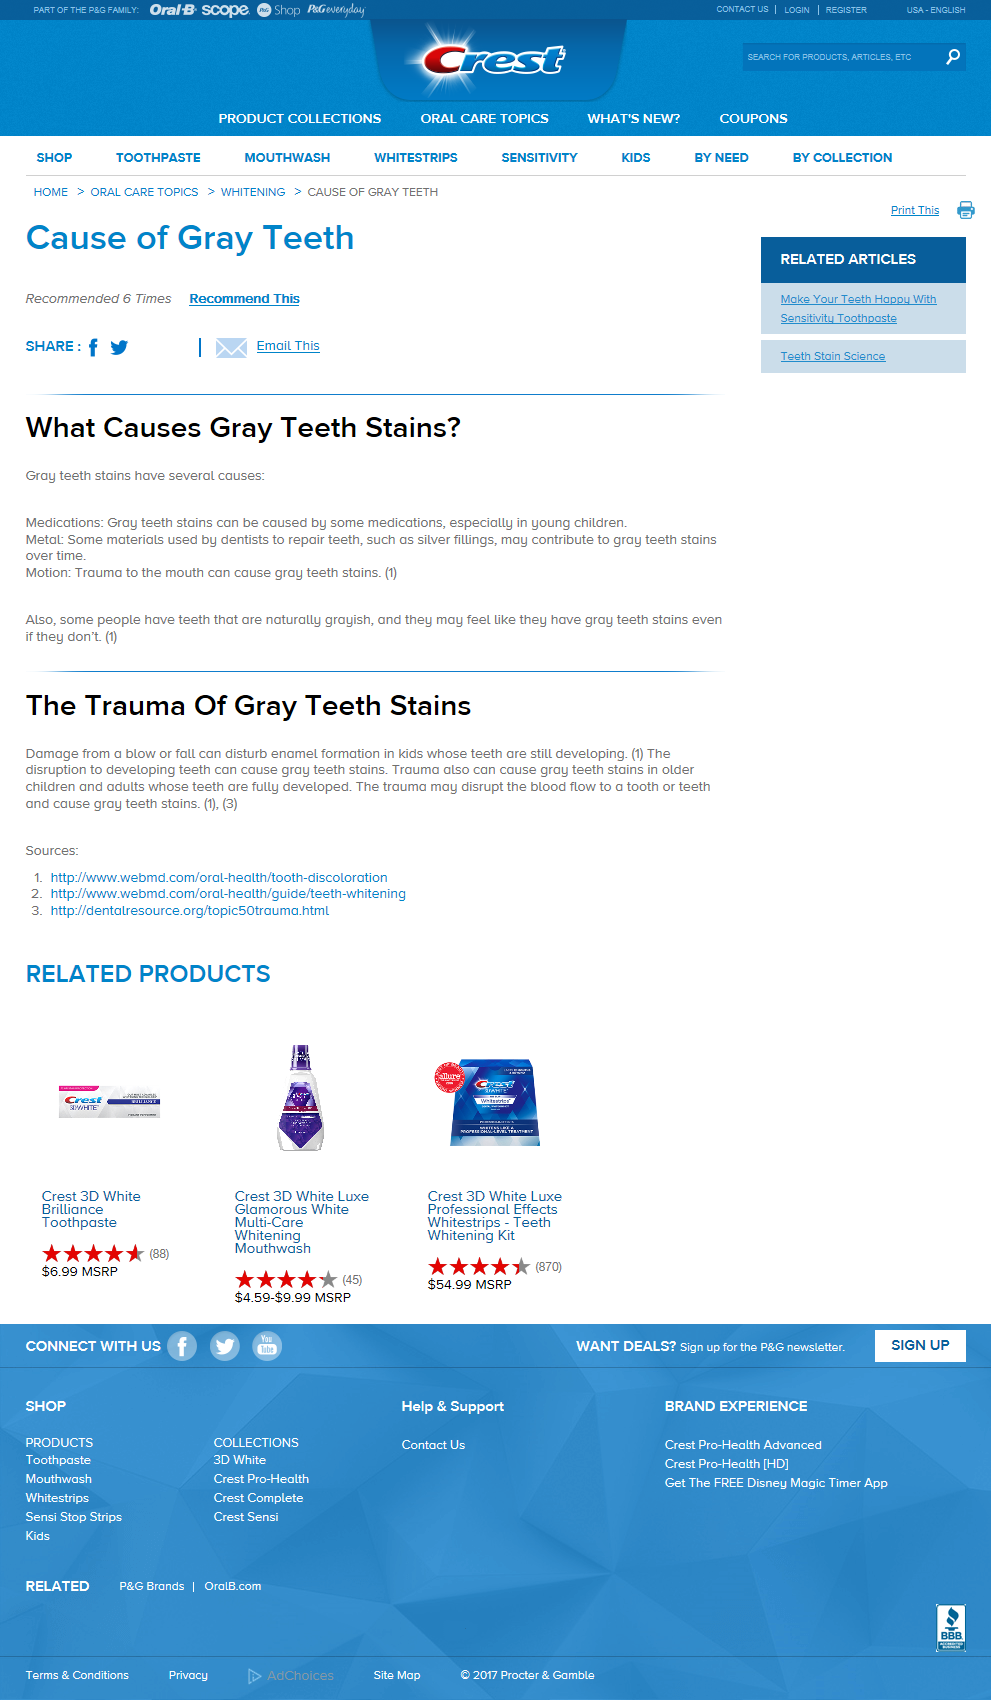 PART OF THE P&G FAMILY: Oral-B scope P&G Shop P&G everyday
CONTACT US | LOGIN | REGISTER USA - ENGLISH
Crest
SEARCH FOR PRODUCTS, ARTICLES, ETC
PRODUCT COLLECTIONS ORAL CARE TOPICS WHAT'S NEW? COUPONS
SHOP TOOTHPASTE MOUTHWASH WHITESTRIPS SENSITIVITY KIDS BY NEED BY COLLECTION
HOME > ORAL CARE TOPICS > WHITENING > CAUSE OF GRAY TEETH
Print This
Cause of Gray Teeth
RELATED ARTICLES
Make Your Teeth Happy With
Sensitivity Toothpaste
Teeth Stain Science
Recommended 6 Times Recommend This
SHARE : | Email This
What Causes Gray Teeth Stains?
Gray teeth stains have several causes:
Medications: Gray teeth stains can be caused by some medications, especially in young children.
Metal: Some materials used by dentists to repair teeth, such as silver fillings, may contribute to gray teeth stains
over time.
Motion: Trauma to the mouth can cause gray teeth stains. (1)
Also, some people have teeth that are naturally grayish, and they may feel like they have gray teeth stains even
if they don't. (1)
The Trauma Of Gray Teeth Stains
Damage from a blow or fall can disturb enamel formation in kids whose teeth are still developing. (1) The
disruption to developing teeth can cause gray teeth stains. Trauma also can cause gray teeth stains in older
children and adults whose teeth are fully developed. The trauma may disrupt the blood flow to a tooth or teeth
and cause gray teeth stains. (1), (3)
Sources:
1. http://www.webmd.com/oral-health/tooth-discoloration
2. http://www.webmd.com/oral-health/guide/teeth-whitening
3. http://dentalresource.org/topic50trauma.html
RELATED PRODUCTS
Crest
3D WHITE
BRILLIANCE
allure
Crest
3D WHITE
Whitestrips
WHITENS LIKE A
PROFESSIONAL-LEVEL TREATMENT
Crest 3D White
Brilliance
Toothpaste
(88)
$6.99 MSRP
Crest 3D White Luxe
Glamorous White
Multi-Care
Whitening
Mouthwash
(45)
$4.59-$9.99 MSRP
Crest 3D White Luxe
Professional Effects
Whitestrips - Teeth
Whitening Kit
(870)
$54.99 MSRP
CONNECT WITH US You Tube
WANT DEALS? Sign up for the P&G newsletter. SIGN UP
SHOP
PRODUCTS
Toothpaste
Mouthwash
Whitestrips
Sensi Stop Strips
Kids
COLLECTIONS
3D White
Crest Pro-Health
Crest Complete
Crest Sensi
Help & Support
Contact Us
BRAND EXPERIENCE
Crest Pro-Health Advanced
Crest Pro-Health [HD]
Get The FREE Disney Magic Timer App
RELATED P&G Brands | OralB.com
BBB
ACCREDITED
BUSINESS
Terms & Conditions Privacy AdChoices Site Map © 2017 Procter & Gamble